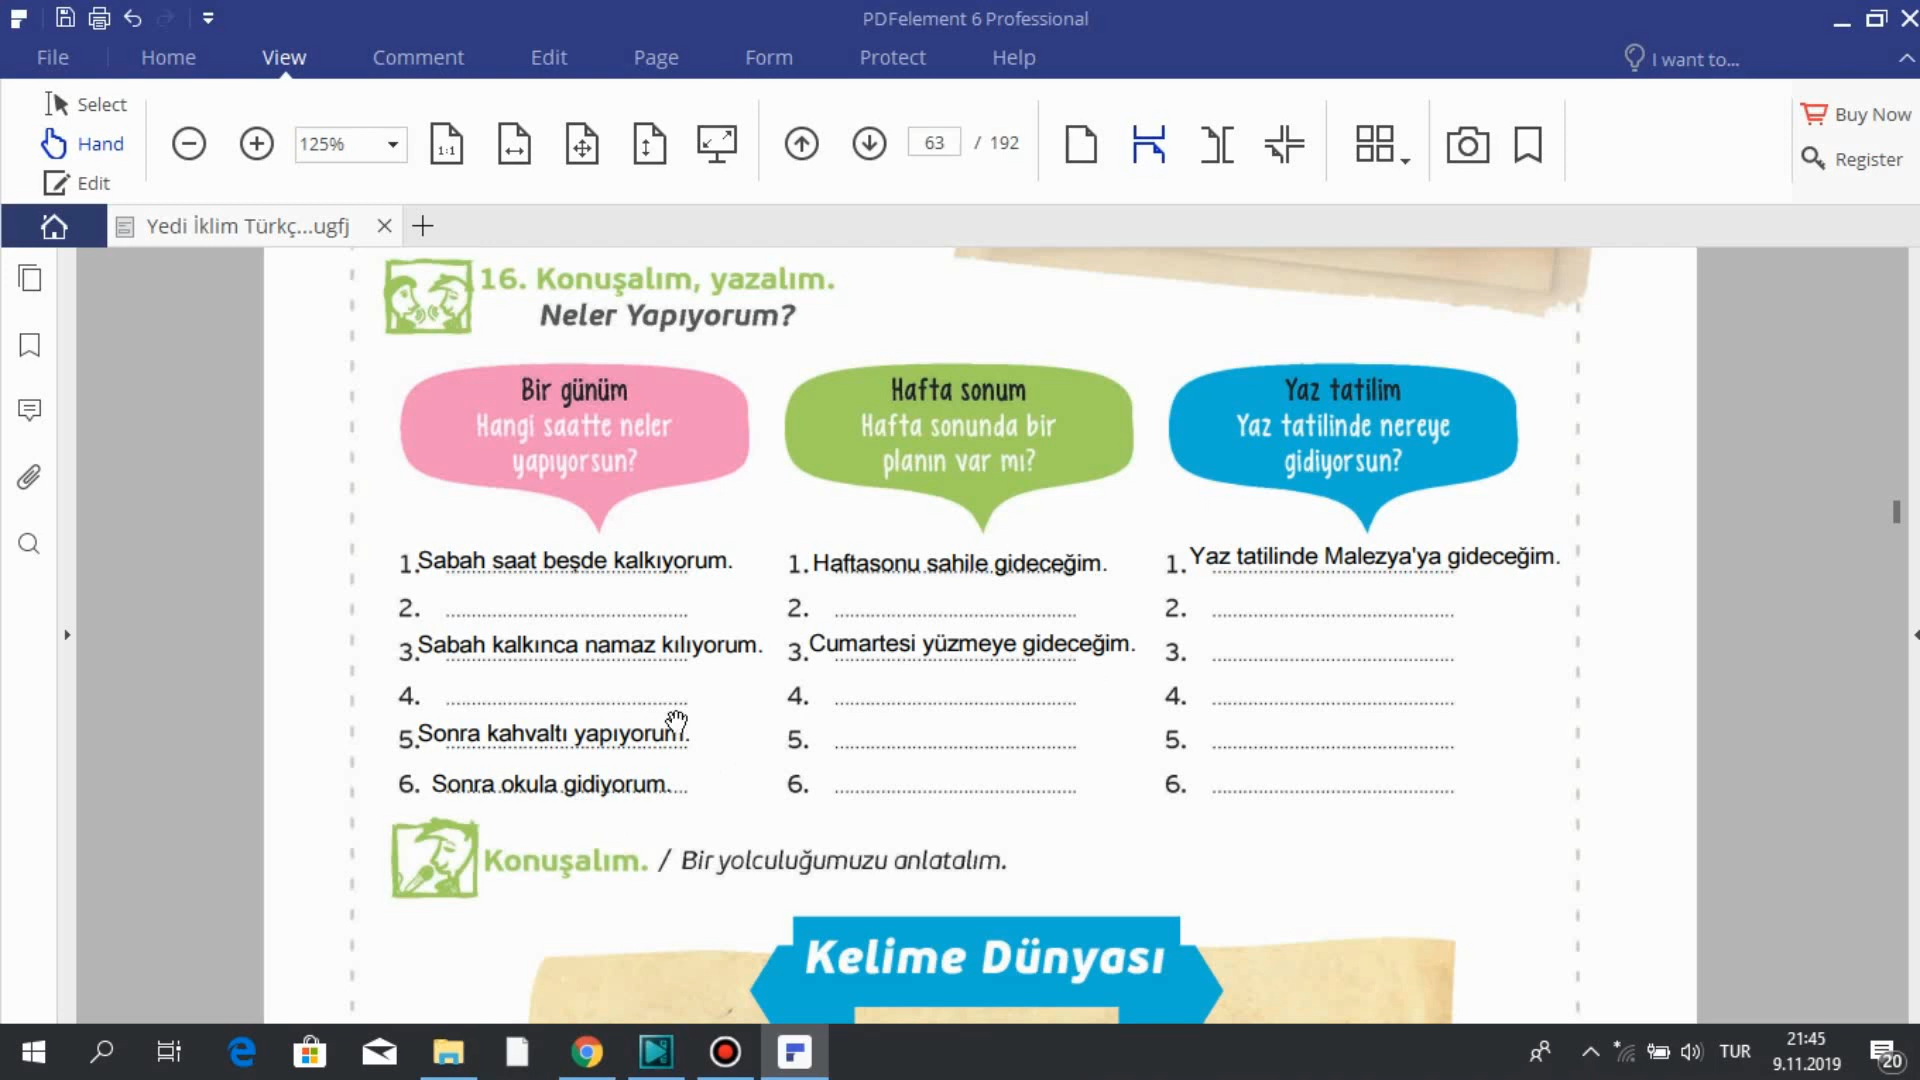 PDFelement 6 Professional
File Home View Comment Edit Page Form Protect Help I want to...
Select
Hand
Edit
125%
1:1
63 / 192
Buy Now
Register
Yedi İklim Türkç...ugfj
16. Konuşalım, yazalım.
Neler Yapıyorum?
Bir günüm
Hangi saatte neler
yapıyorsun?
Hafta sonum
Hafta sonunda bir
planın var mı?
Yaz tatilim
Yaz tatilinde nereye
gidiyorsun?
1. Sabah saat beşde kalkıyorum.
2. ........................................
3. Sabah kalkınca namaz kılıyorum.
4. ........................................
5. Sonra kahvaltı yapıyorum.
6. Sonra okula gidiyorum.
1. Haftasonu sahile gideceğim.
2. ........................................
3. Cumartesi yüzmeye gideceğim.
4. ........................................
5. ........................................
6. ........................................
1. Yaz tatilinde Malezya'ya gideceğim.
2. ........................................
3. ........................................
4. ........................................
5. ........................................
6. ........................................
Konuşalım. / Bir yolculuğumuzu anlatalım.
Kelime Dünyası
TUR
21:45
9.11.2019
20